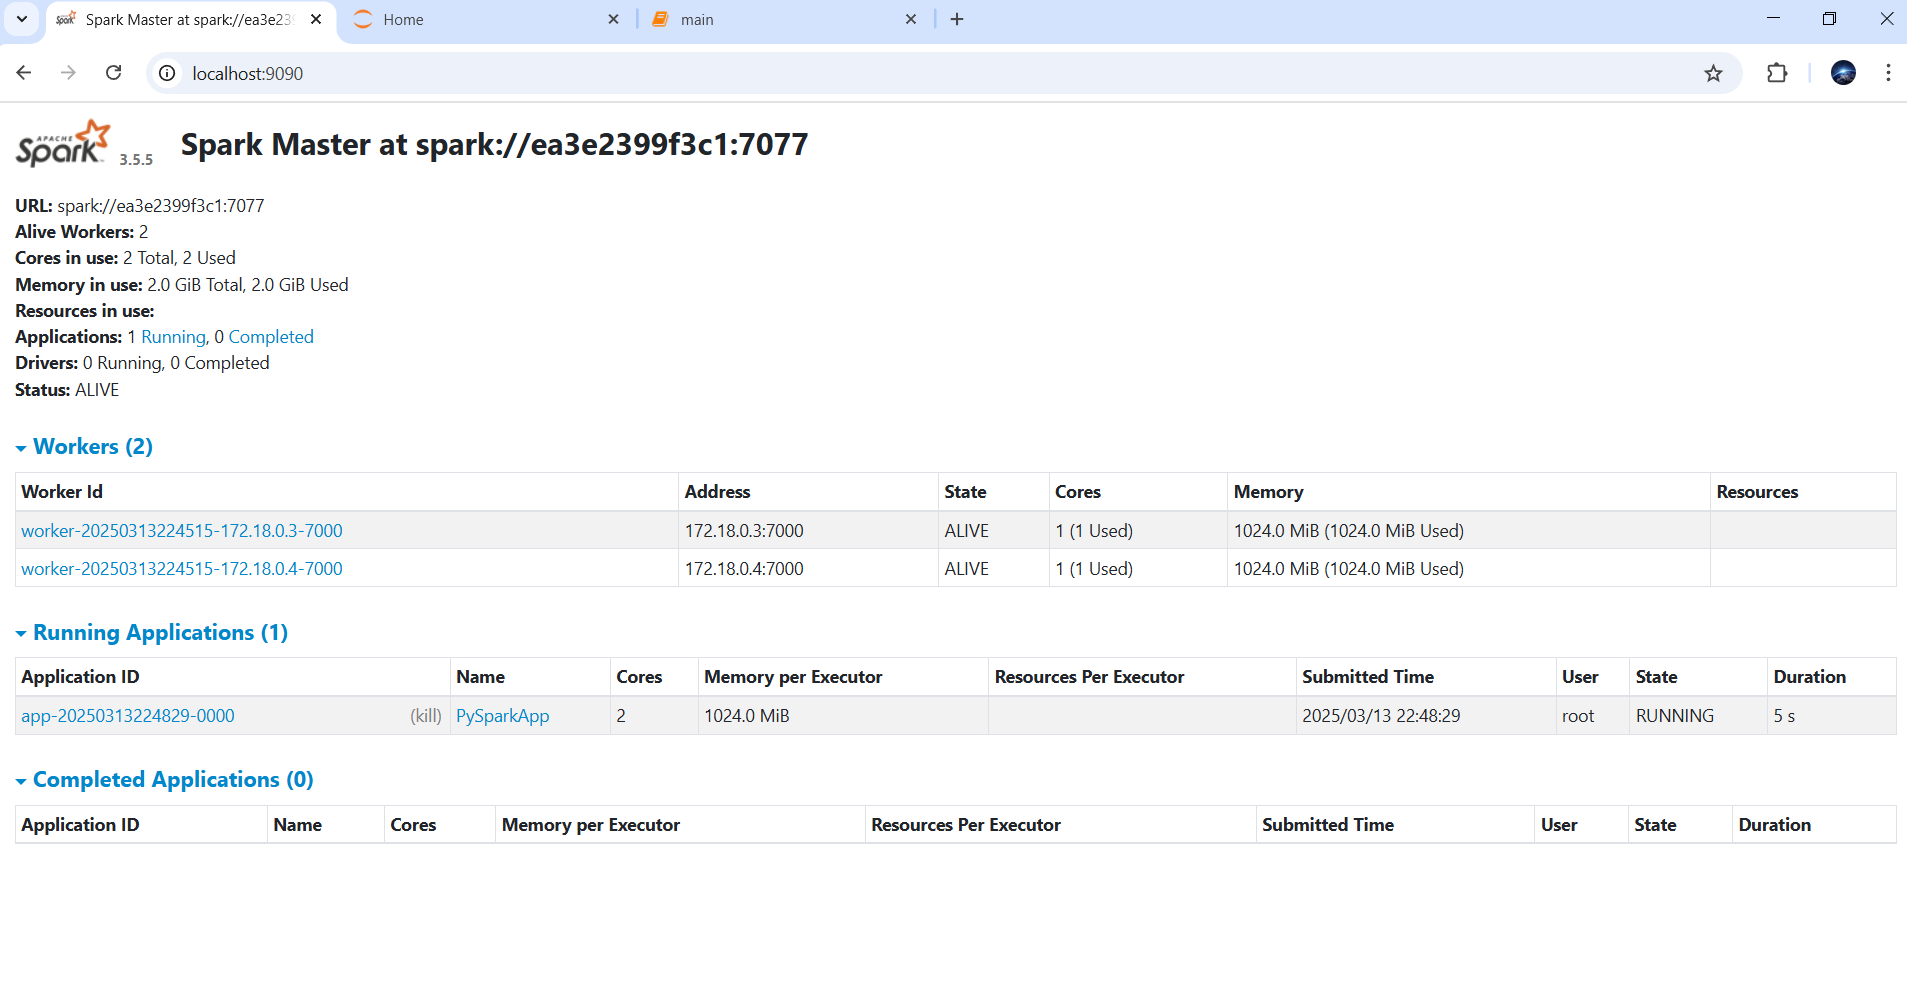 Spark Master at spark://ea3e239
Home
main
localhost:9090
APACHE Spark 3.5.5 Spark Master at spark://ea3e2399f3c1:7077
URL: spark://ea3e2399f3c1:7077
Alive Workers: 2
Cores in use: 2 Total, 2 Used
Memory in use: 2.0 GiB Total, 2.0 GiB Used
Resources in use:
Applications: 1 Running, 0 Completed
Drivers: 0 Running, 0 Completed
Status: ALIVE
Workers (2)
Worker Id Address State Cores Memory Resources
worker-20250313224515-172.18.0.3-7000 172.18.0.3:7000 ALIVE 1 (1 Used) 1024.0 MiB (1024.0 MiB Used)
worker-20250313224515-172.18.0.4-7000 172.18.0.4:7000 ALIVE 1 (1 Used) 1024.0 MiB (1024.0 MiB Used)
Running Applications (1)
Application ID Name Cores Memory per Executor Resources Per Executor Submitted Time User State Duration
app-20250313224829-0000 (kill) PySparkApp 2 1024.0 MiB 2025/03/13 22:48:29 root RUNNING 5 s
Completed Applications (0)
Application ID Name Cores Memory per Executor Resources Per Executor Submitted Time User State Duration